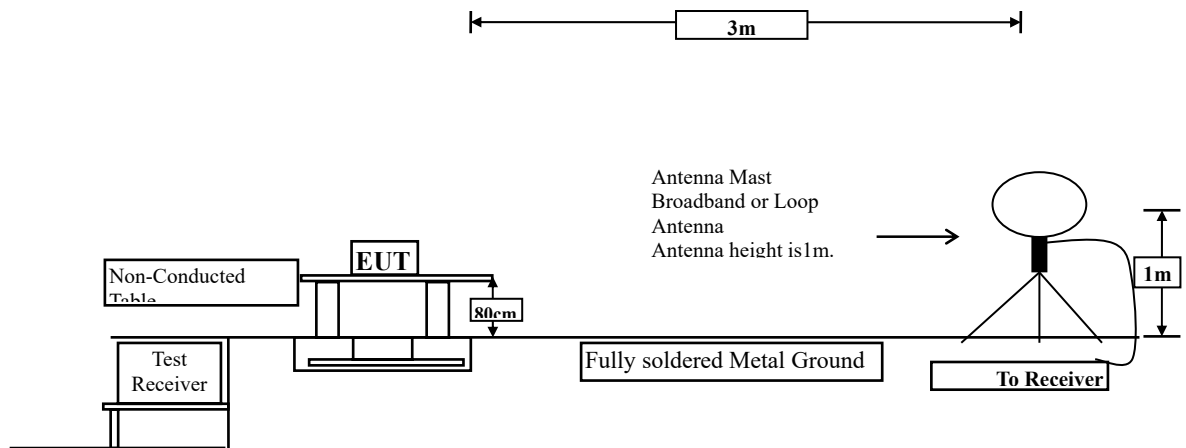 3m
Antenna Mast
Broadband or Loop
Antenna
Antenna height is1m.
EUT
Non-Conducted
Table
80cm
1m
Test
Receiver
Fully soldered Metal Ground
To Receiver